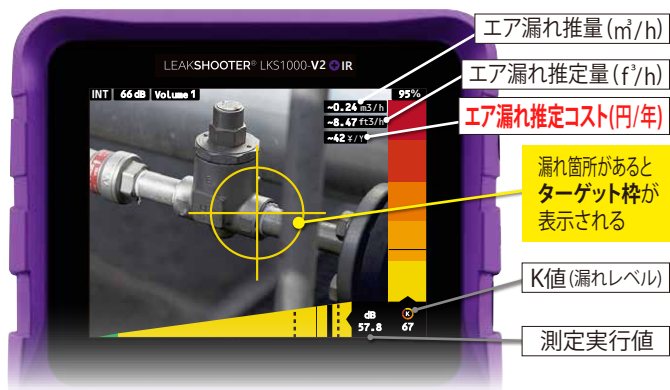 エア漏れ推量(㎥/h)
LEAKSHOOTER® LKS1000-V2 +IR
エア漏れ推定量(f³/h)
INT 66 dB Volume 1
95%
~0.24 m3/h
~8.47 ft3/h
~42 ¥/Y
エア漏れ推定コスト(円/年)
漏れ箇所があると
ターゲット枠が
表示される
K値(漏れレベル)
dB
57.8
K
67
測定実行値